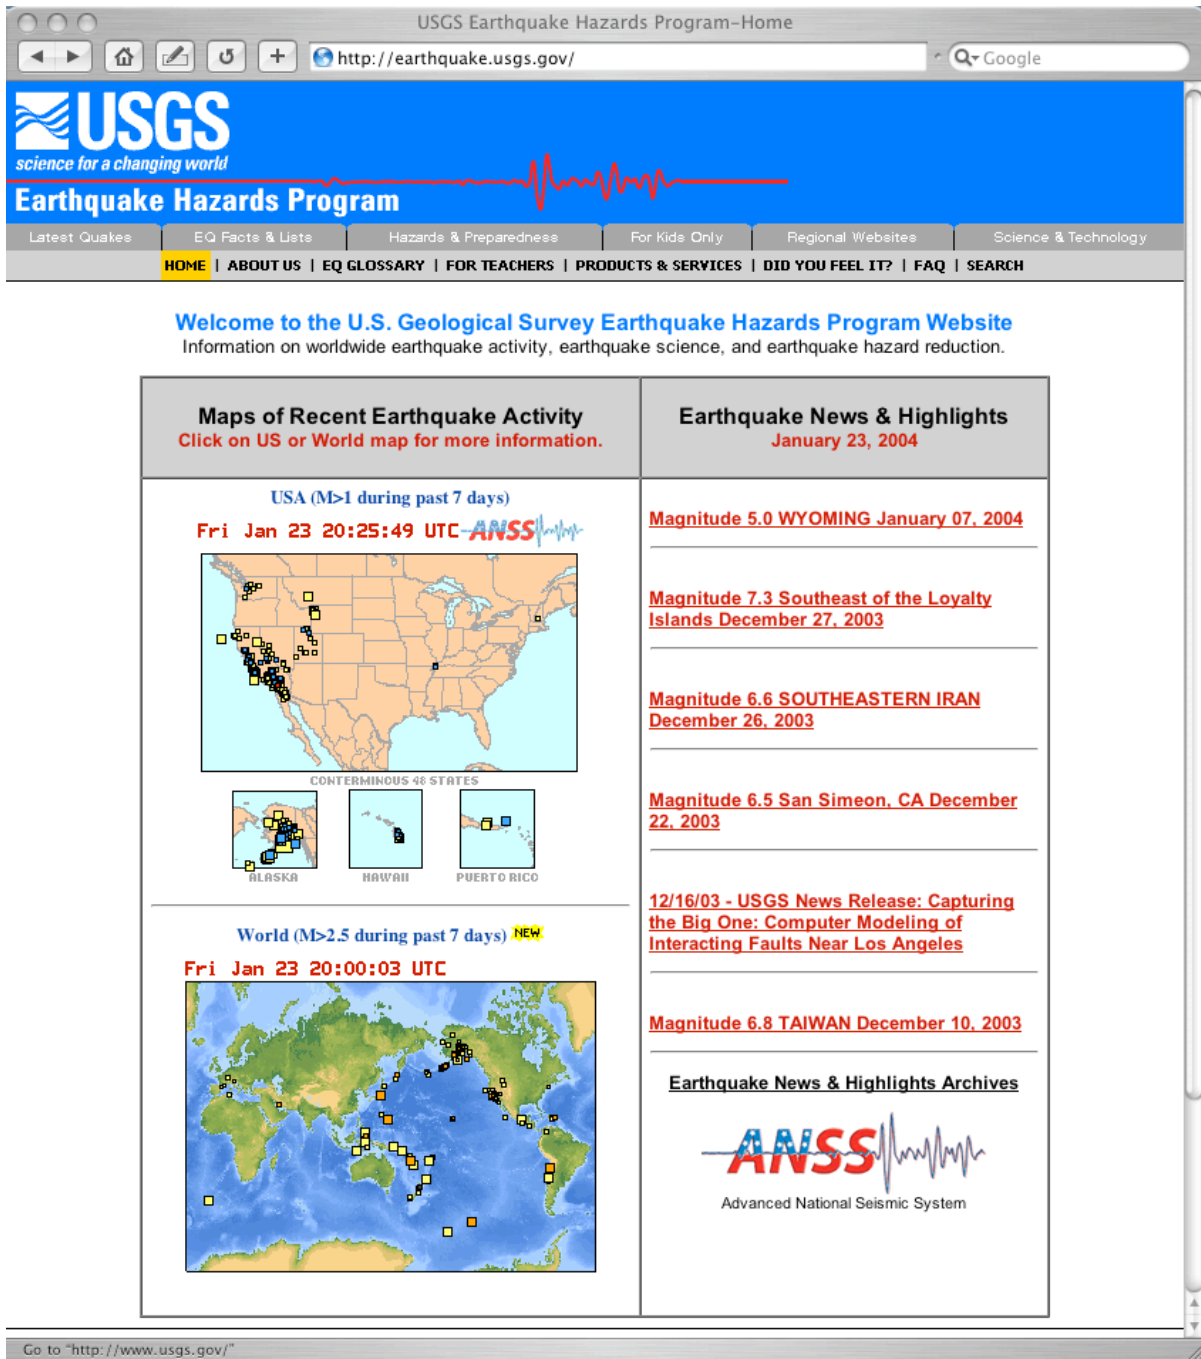 USGS Earthquake Hazards Program–Home
http://earthquake.usgs.gov/
Google
USGS
science for a changing world
Earthquake Hazards Program
Latest Quakes
EQ Facts & Lists
Hazards & Preparedness
For Kids Only
Regional Websites
Science & Technology
HOME | ABOUT US | EQ GLOSSARY | FOR TEACHERS | PRODUCTS & SERVICES | DID YOU FEEL IT? | FAQ | SEARCH
Welcome to the U.S. Geological Survey Earthquake Hazards Program Website
Information on worldwide earthquake activity, earthquake science, and earthquake hazard reduction.
Maps of Recent Earthquake Activity
Click on US or World map for more information.
USA (M>1 during past 7 days)
Fri Jan 23 20:25:49 UTC
ANSS
CONTERMINOUS 48 STATES
ALASKA
HAWAII
PUERTO RICO
World (M>2.5 during past 7 days) NEW
Fri Jan 23 20:00:03 UTC
Earthquake News & Highlights
January 23, 2004
Magnitude 5.0 WYOMING January 07, 2004
Magnitude 7.3 Southeast of the Loyalty
Islands December 27, 2003
Magnitude 6.6 SOUTHEASTERN IRAN
December 26, 2003
Magnitude 6.5 San Simeon, CA December
22, 2003
12/16/03 - USGS News Release: Capturing
the Big One: Computer Modeling of
Interacting Faults Near Los Angeles
Magnitude 6.8 TAIWAN December 10, 2003
Earthquake News & Highlights Archives
ANSS
Advanced National Seismic System
Go to "http://www.usgs.gov/"